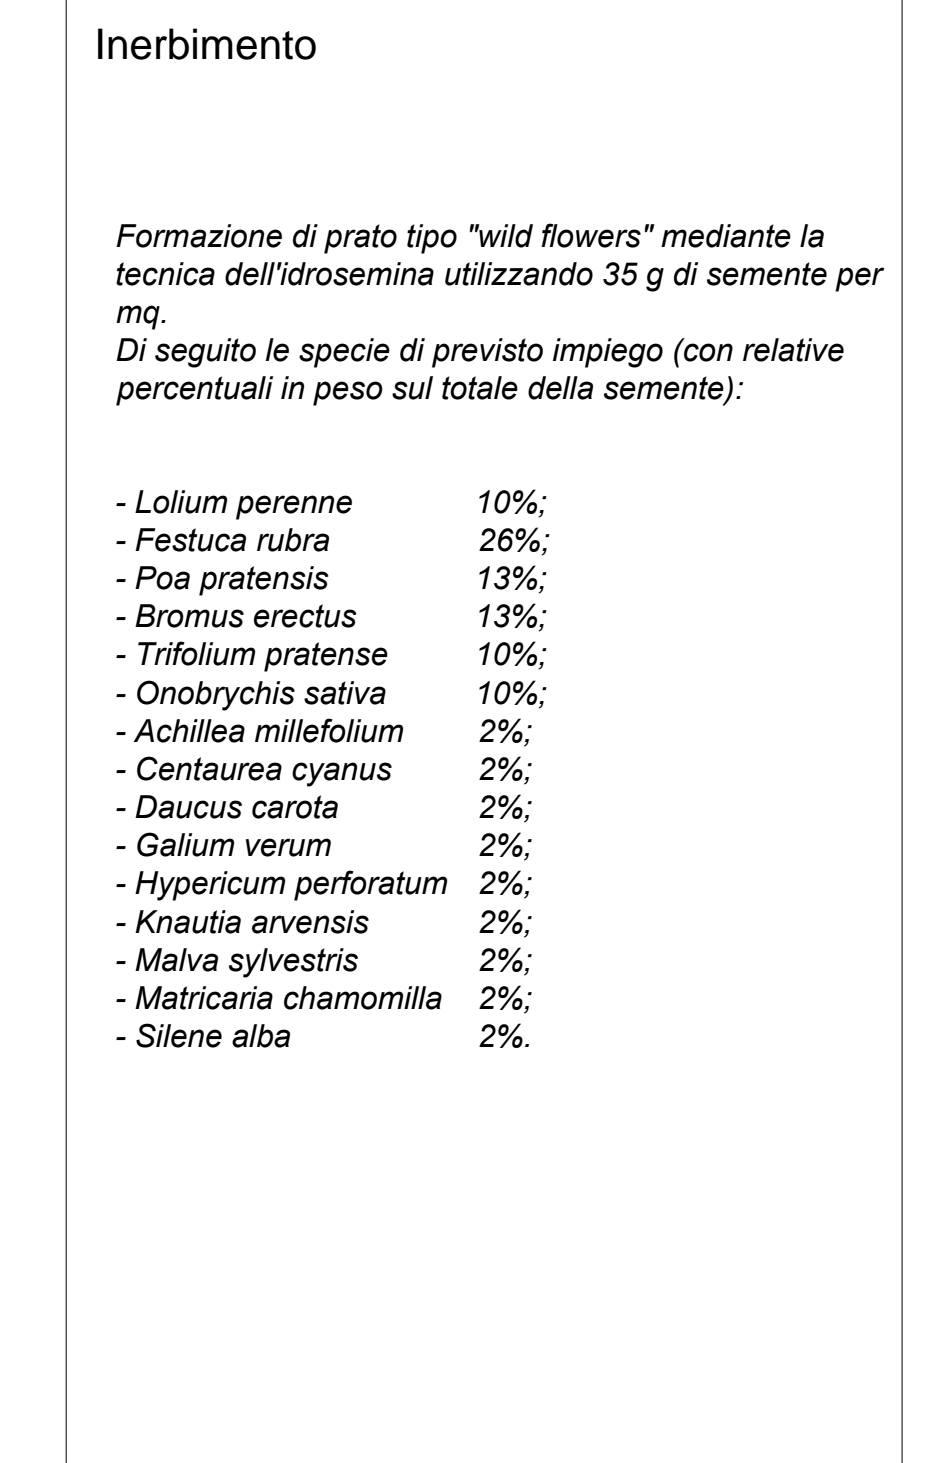 Inerbimento
Formazione di prato tipo "wild flowers" mediante la
tecnica dell'idrosemina utilizzando 35 g di semente per
mq.
Di seguito le specie di previsto impiego (con relative
percentuali in peso sul totale della semente):
- Lolium perenne 10%;
- Festuca rubra 26%;
- Poa pratensis 13%;
- Bromus erectus 13%;
- Trifolium pratense 10%;
- Onobrychis sativa 10%;
- Achillea millefolium 2%;
- Centaurea cyanus 2%;
- Daucus carota 2%;
- Galium verum 2%;
- Hypericum perforatum 2%;
- Knautia arvensis 2%;
- Malva sylvestris 2%;
- Matricaria chamomilla 2%;
- Silene alba 2%.